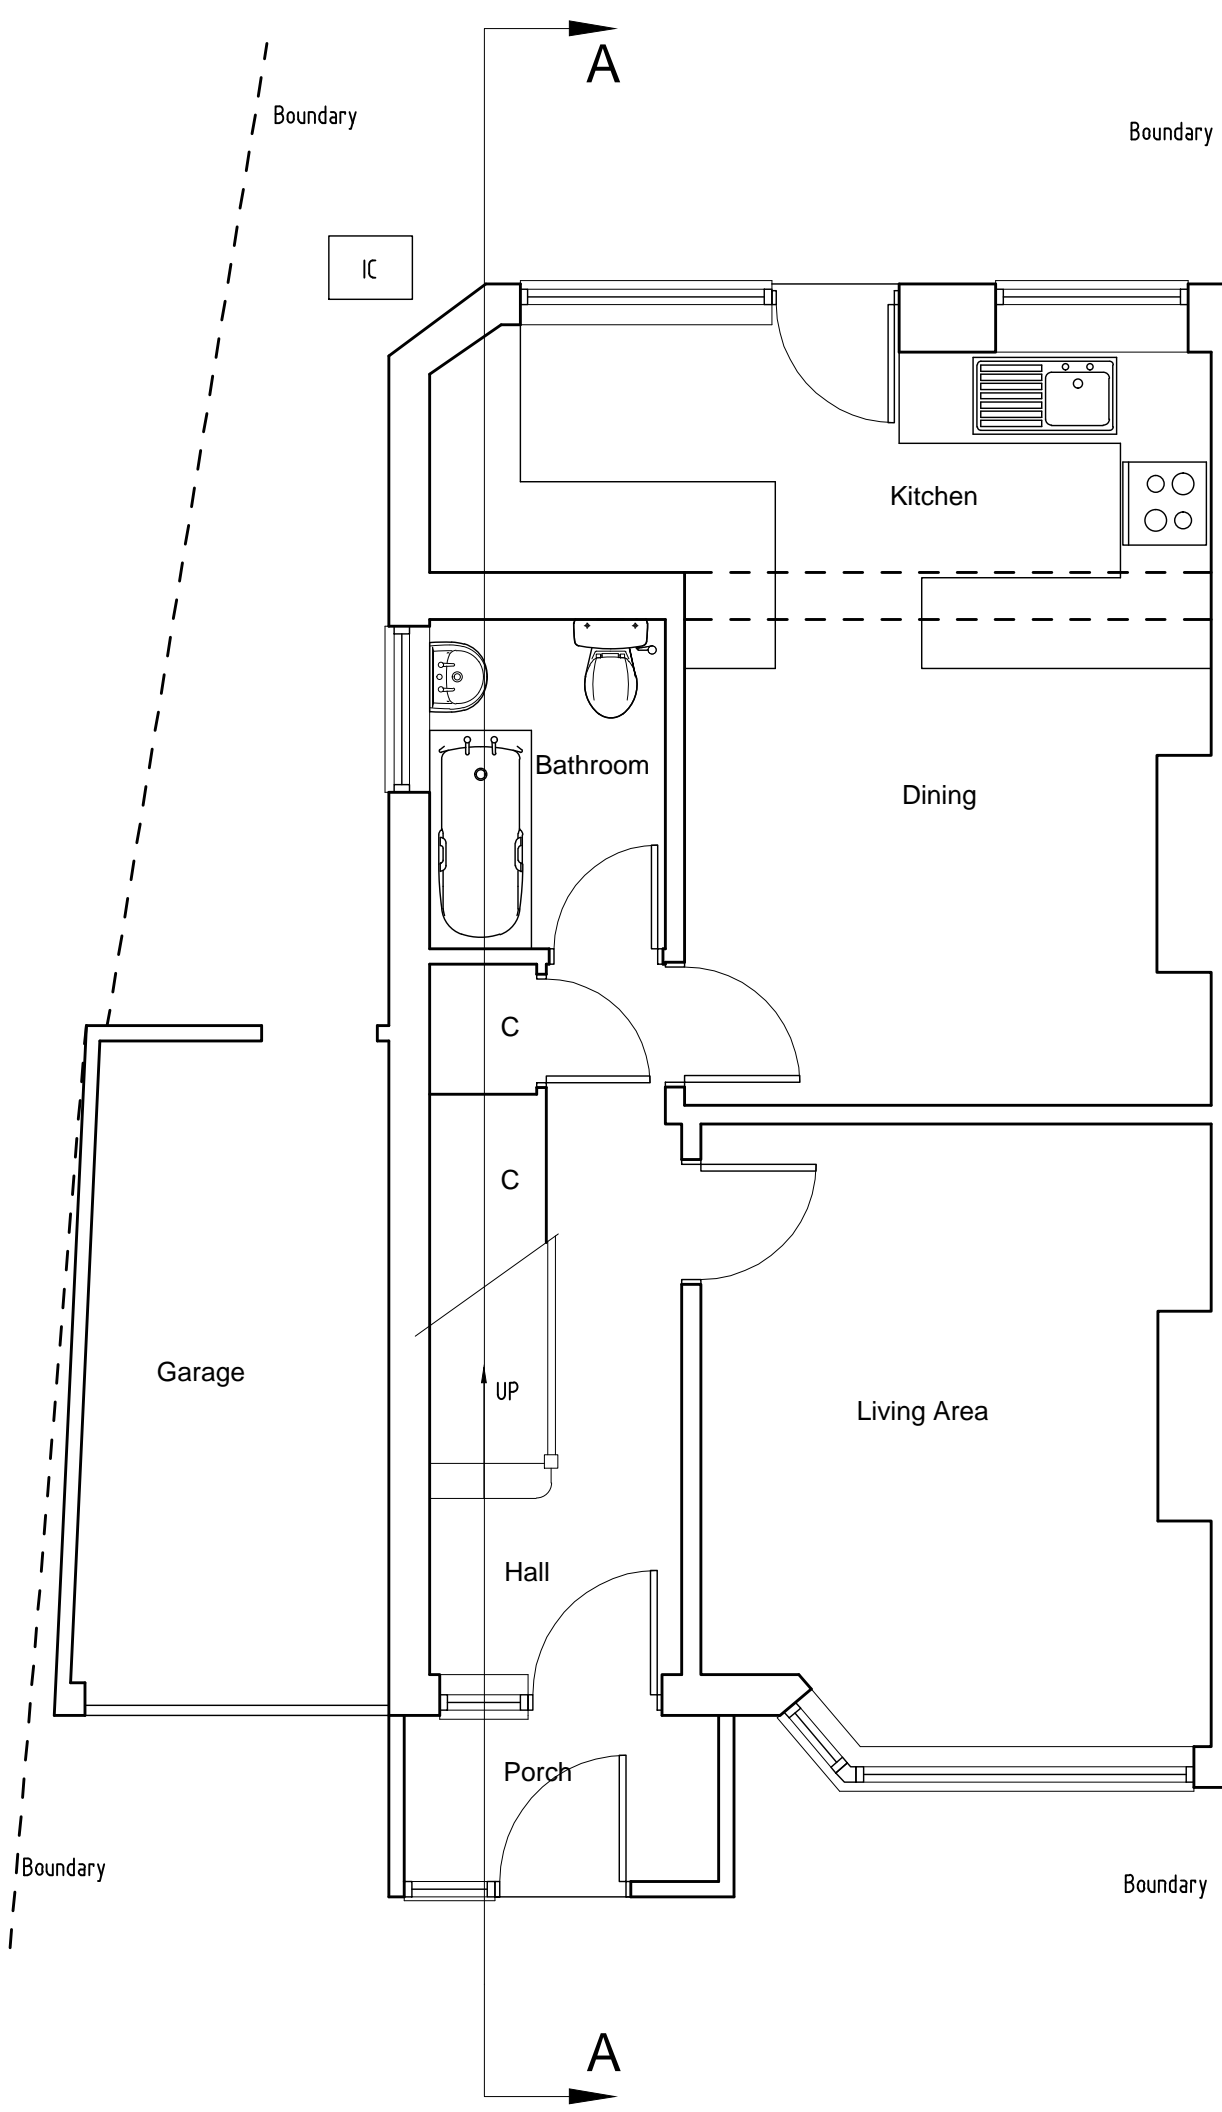 A
Boundary
Boundary
IC
Kitchen
Bathroom
Dining
C
C
Garage
UP
Living Area
Hall
Porch
Boundary
Boundary
A